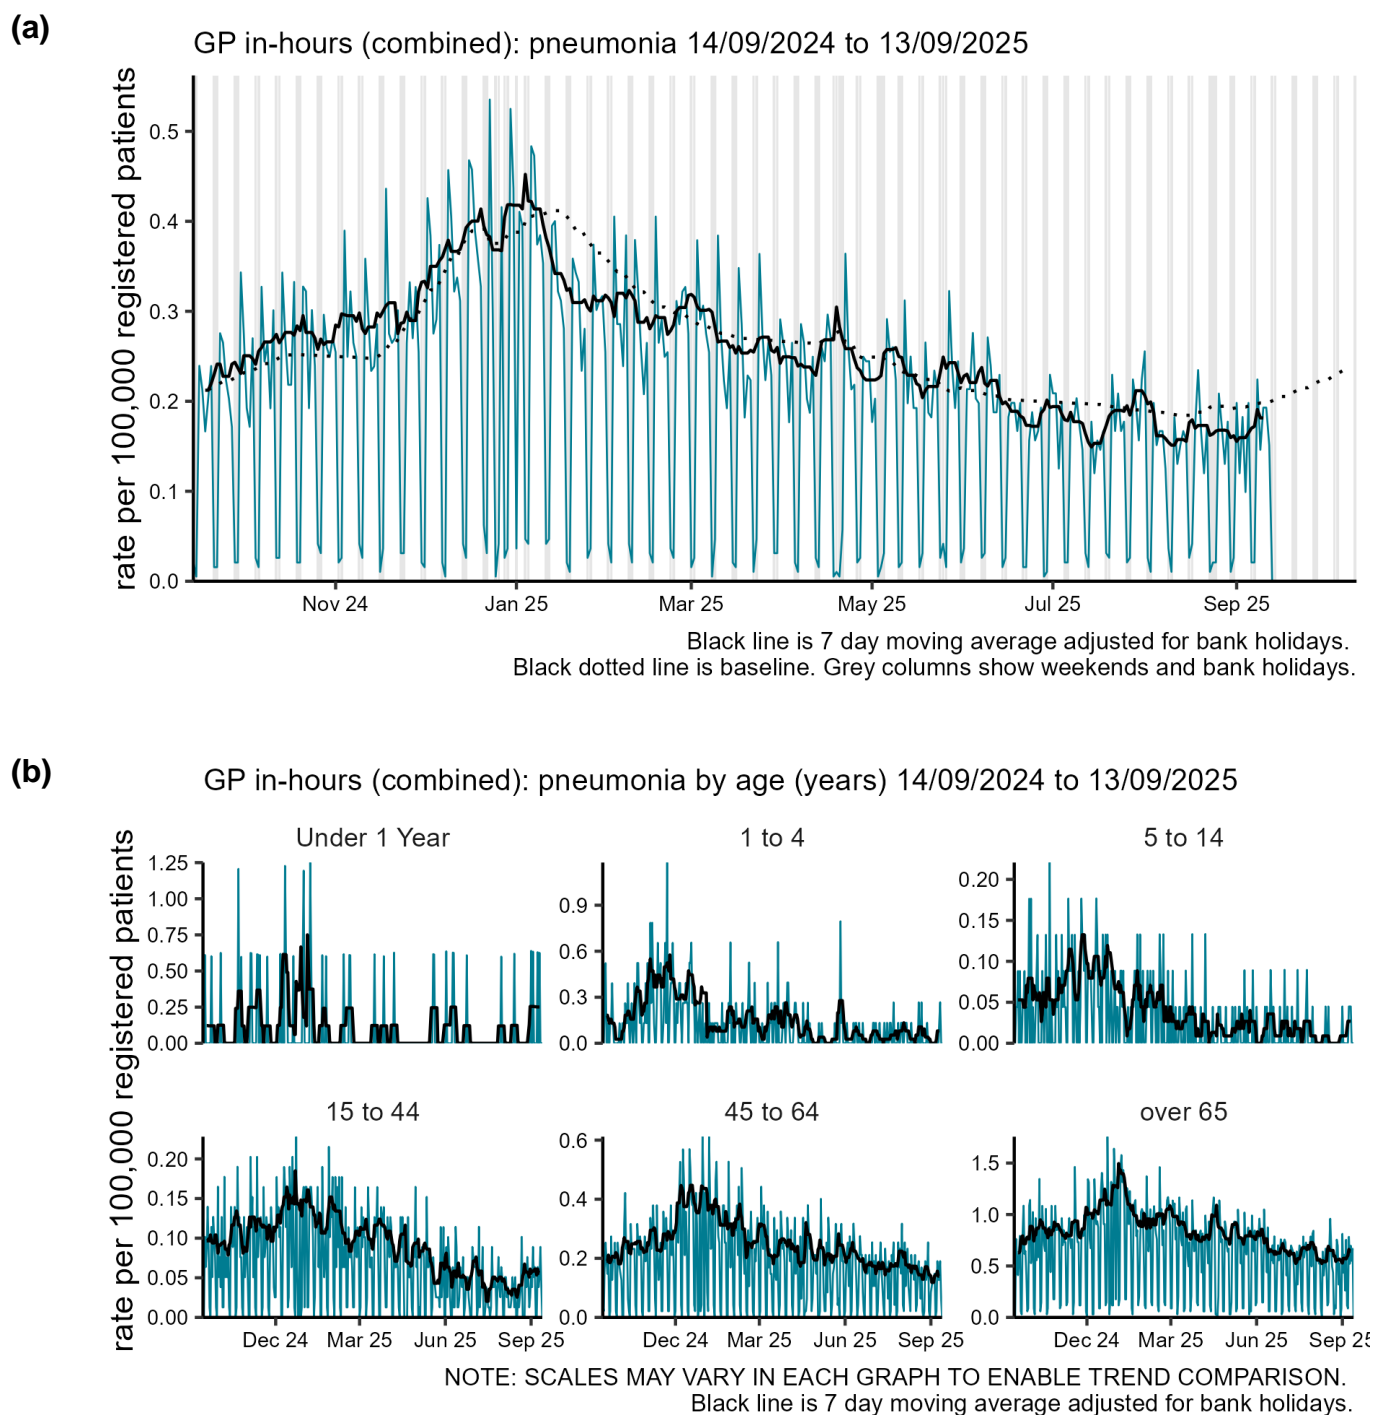 (a)
GP in-hours (combined): pneumonia 14/09/2024 to 13/09/2025
rate per 100,000 registered patients
0.5
0.4
0.3
0.2
0.1
0.0
Nov 24 Jan 25 Mar 25 May 25 Jul 25 Sep 25
Black line is 7 day moving average adjusted for bank holidays.
Black dotted line is baseline. Grey columns show weekends and bank holidays.
(b)
GP in-hours (combined): pneumonia by age (years) 14/09/2024 to 13/09/2025
rate per 100,000 registered patients
Under 1 Year
1.25
1.00
0.75
0.50
0.25
0.00
1 to 4
0.9
0.6
0.3
0.0
5 to 14
0.20
0.15
0.10
0.05
0.00
15 to 44
0.20
0.15
0.10
0.05
0.00
Dec 24 Mar 25 Jun 25 Sep 25
45 to 64
0.6
0.4
0.2
0.0
Dec 24 Mar 25 Jun 25 Sep 25
over 65
1.5
1.0
0.5
0.0
Dec 24 Mar 25 Jun 25 Sep
NOTE: SCALES MAY VARY IN EACH GRAPH TO ENABLE TREND COMPARISON.
Black line is 7 day moving average adjusted for bank holidays.